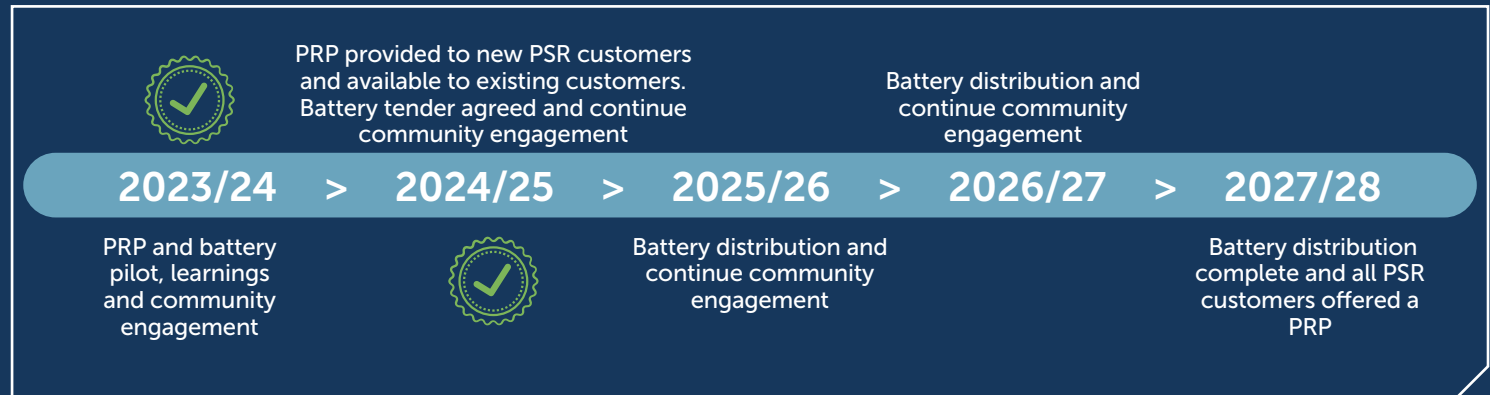 PRP provided to new PSR customers
and available to existing customers.
Battery tender agreed and continue
community engagement
Battery distribution and
continue community
engagement
2023/24 > 2024/25 > 2025/26 > 2026/27 > 2027/28
PRP and battery
pilot, learnings
and community
engagement
Battery distribution and
continue community
engagement
Battery distribution
complete and all PSR
customers offered a
PRP